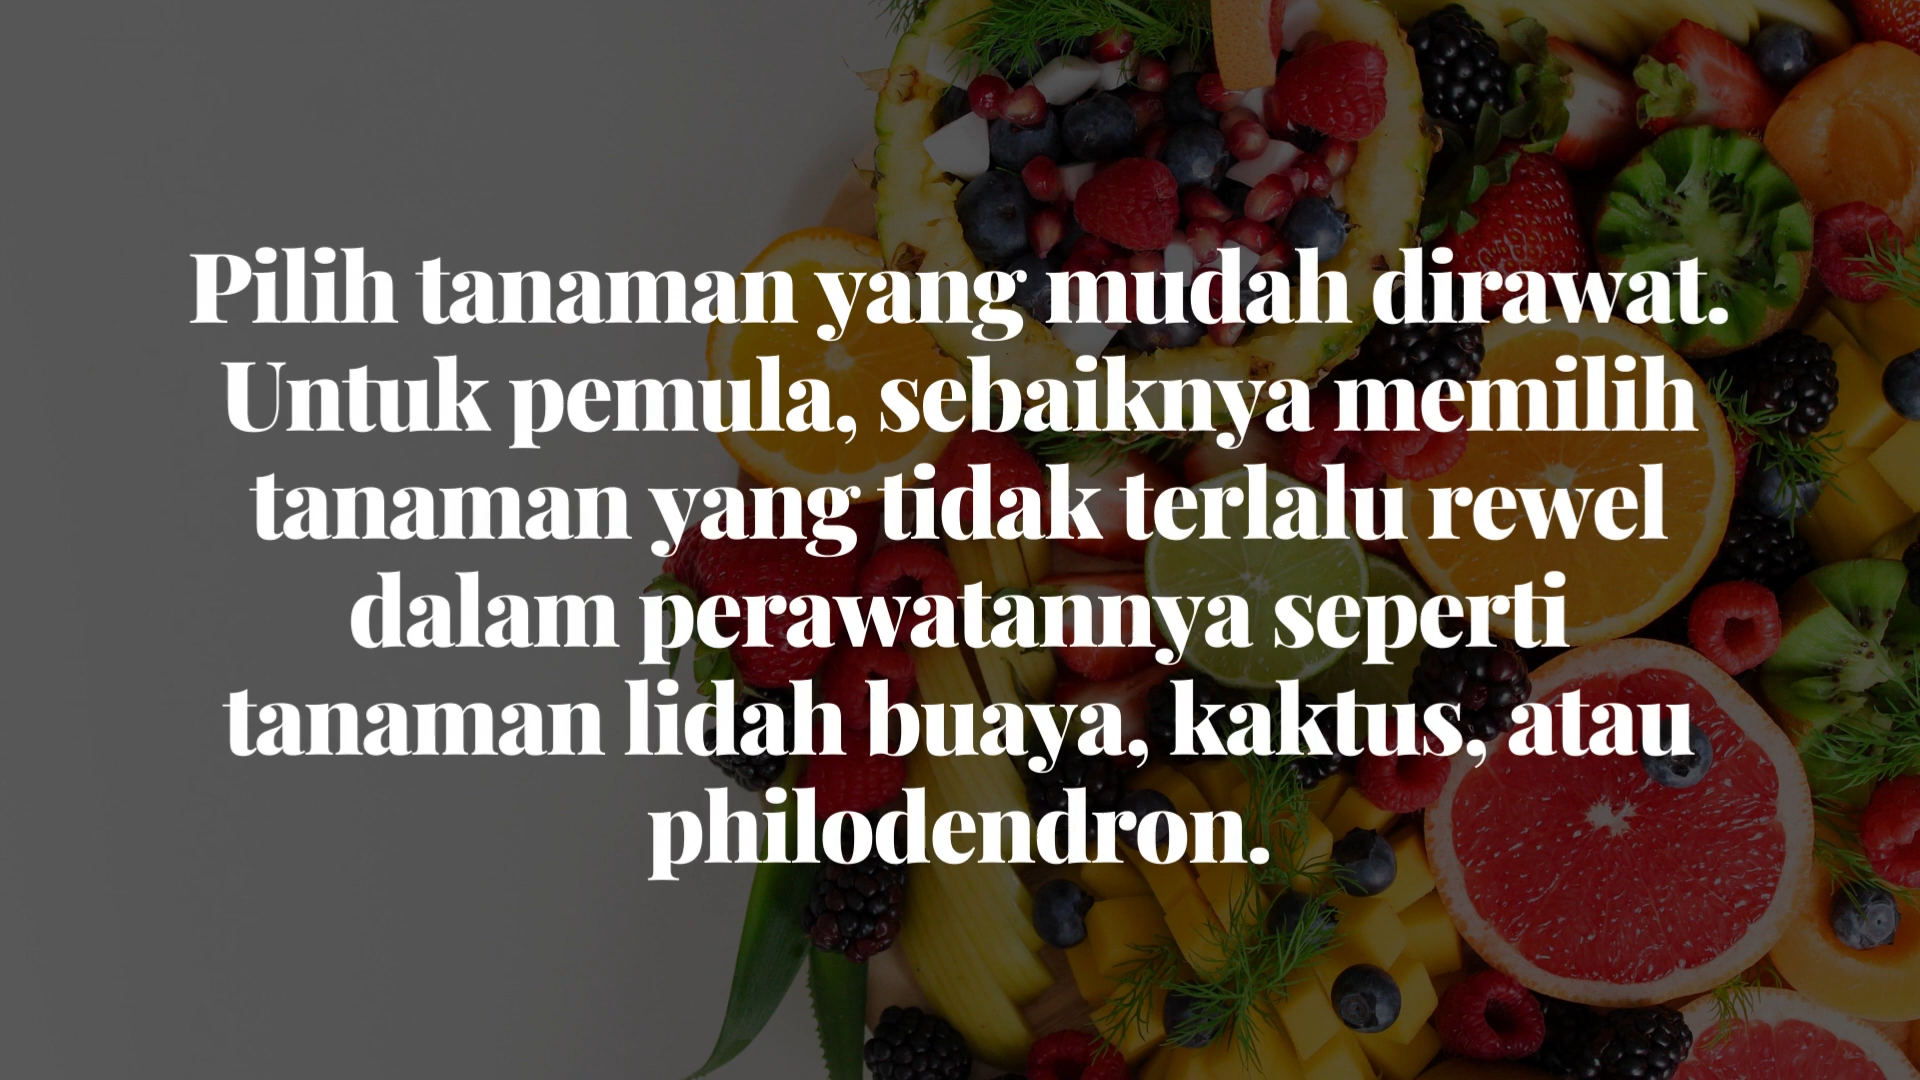 Pilih tanaman yang mudah dirawat.
Untuk pemula, sebaiknya memilih
tanaman yang tidak terlalu rewel
dalam perawatannya seperti
tanaman lidah buaya, kaktus, atau
philodendron.